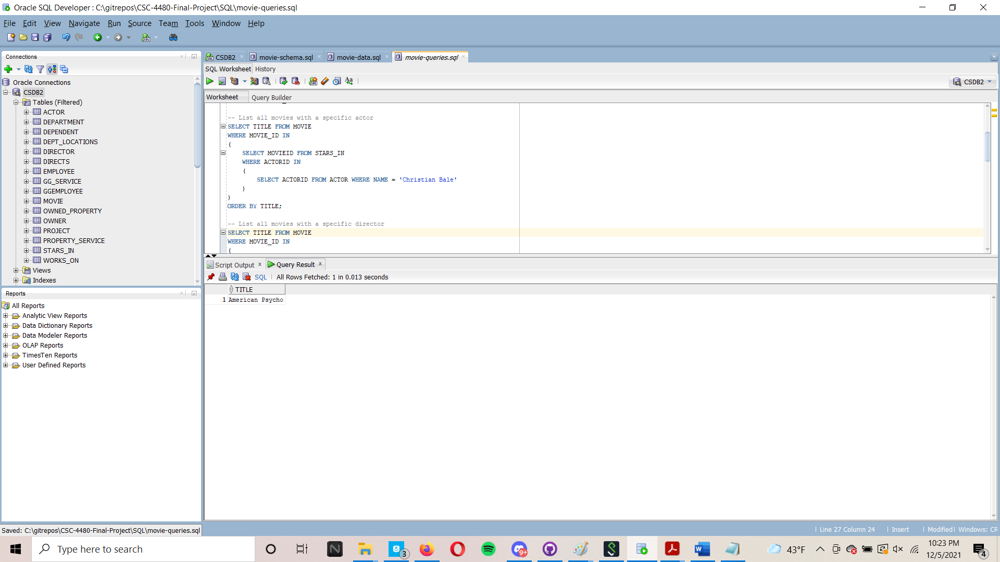 Oracle SQL Developer : C:\gitrepos\CSC-4480-Final-Project\SQL\movie-queries.sql
File Edit View Navigate Run Source Team Tools Window Help
Connections
Oracle Connections
CSDB2
Tables (Filtered)
ACTOR
DEPARTMENT
DEPENDENT
DEPT_LOCATIONS
DIRECTOR
DIRECTS
EMPLOYEE
GG_SERVICE
GGEMPLOYEE
MOVIE
OWNED_PROPERTY
OWNER
PROJECT
PROPERTY_SERVICE
STARS_IN
WORKS_ON
Views
Indexes
Reports
All Reports
Analytic View Reports
Data Dictionary Reports
Data Modeler Reports
OLAP Reports
TimesTen Reports
User Defined Reports
CSDB2 movie-schema.sql movie-data.sql movie-queries.sql
SQL Worksheet History
CSDB2
Worksheet Query Builder
-- List all movies with a specific actor
SELECT TITLE FROM MOVIE
WHERE MOVIE_ID IN
(
SELECT MOVIEID FROM STARS_IN
WHERE ACTORID IN
(
SELECT ACTORID FROM ACTOR WHERE NAME = 'Christian Bale'
)
)
ORDER BY TITLE;
-- List all movies with a specific director
SELECT TITLE FROM MOVIE
WHERE MOVIE_ID IN
(
Script Output Query Result
SQL All Rows Fetched: 1 in 0.013 seconds
TITLE
1 American Psycho
Saved: C:\gitrepos\CSC-4480-Final-Project\SQL\movie-queries.sql
Line 27 Column 24 Insert Modified Windows: CR
Type here to search
3
9+
43°F
10:23 PM
12/5/2021
4